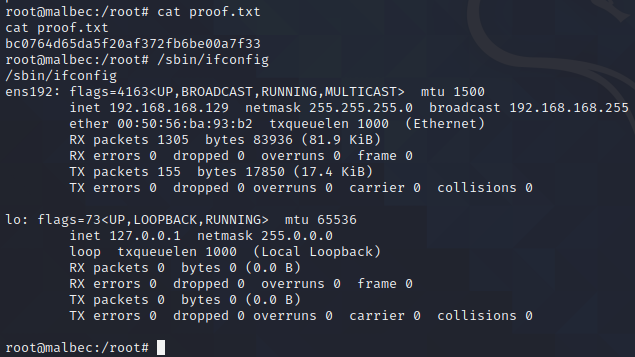 root@malbec:/root# cat proof.txt
cat proof.txt
bc0764d65da5f20af372fb6be00a7f33
root@malbec:/root# /sbin/ifconfig
/sbin/ifconfig
ens192: flags=4163<UP,BROADCAST,RUNNING,MULTICAST>  mtu 1500
        inet 192.168.168.129  netmask 255.255.255.0  broadcast 192.168.168.255
        ether 00:50:56:ba:93:b2  txqueuelen 1000  (Ethernet)
        RX packets 1305  bytes 83936 (81.9 KiB)
        RX errors 0  dropped 0  overruns 0  frame 0
        TX packets 155  bytes 17850 (17.4 KiB)
        TX errors 0  dropped 0 overruns 0  carrier 0  collisions 0

lo: flags=73<UP,LOOPBACK,RUNNING>  mtu 65536
        inet 127.0.0.1  netmask 255.0.0.0
        loop  txqueuelen 1000  (Local Loopback)
        RX packets 0  bytes 0 (0.0 B)
        RX errors 0  dropped 0  overruns 0  frame 0
        TX packets 0  bytes 0 (0.0 B)
        TX errors 0  dropped 0 overruns 0  carrier 0  collisions 0

root@malbec:/root#